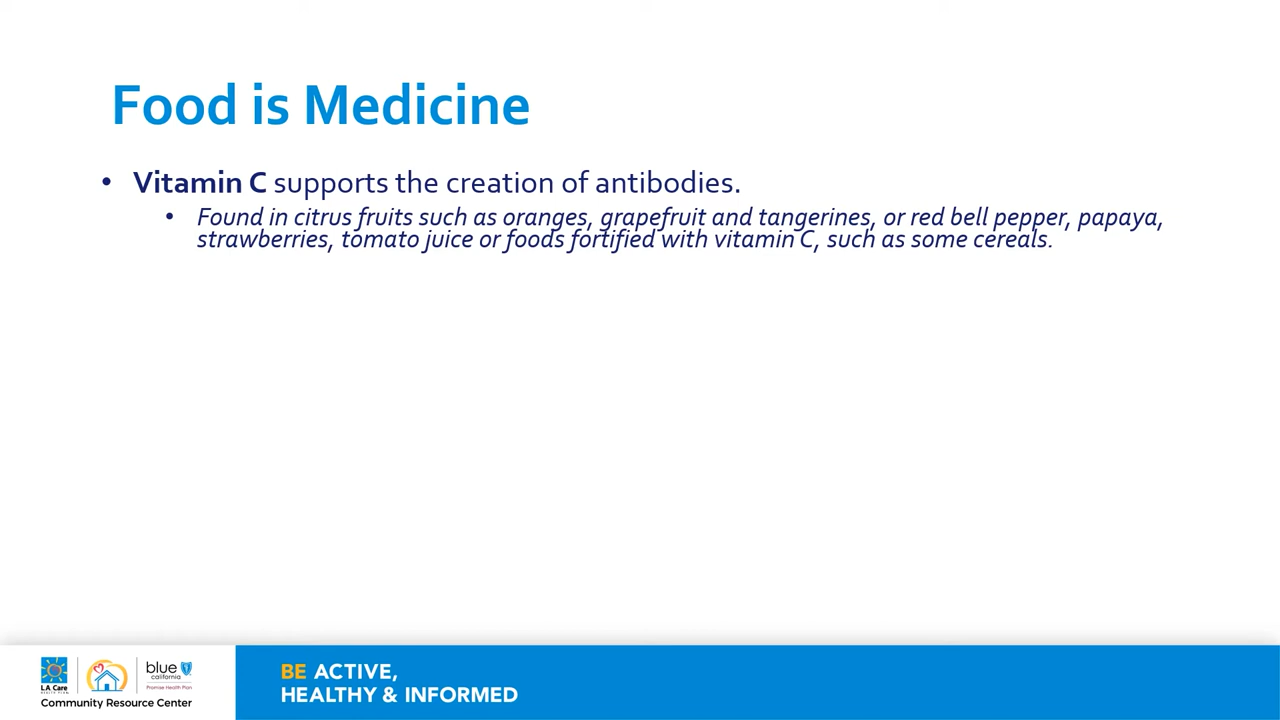 Food is Medicine
• Vitamin C supports the creation of antibodies.
• Found in citrus fruits such as oranges, grapefruit and tangerines, or red bell pepper, papaya,
strawberries, tomato juice or foods fortified with vitamin C, such as some cereals.
L.A. Care
HEALTH PLAN
blue
california
Promise Health Plan
Community Resource Center
BE ACTIVE,
HEALTHY & INFORMED